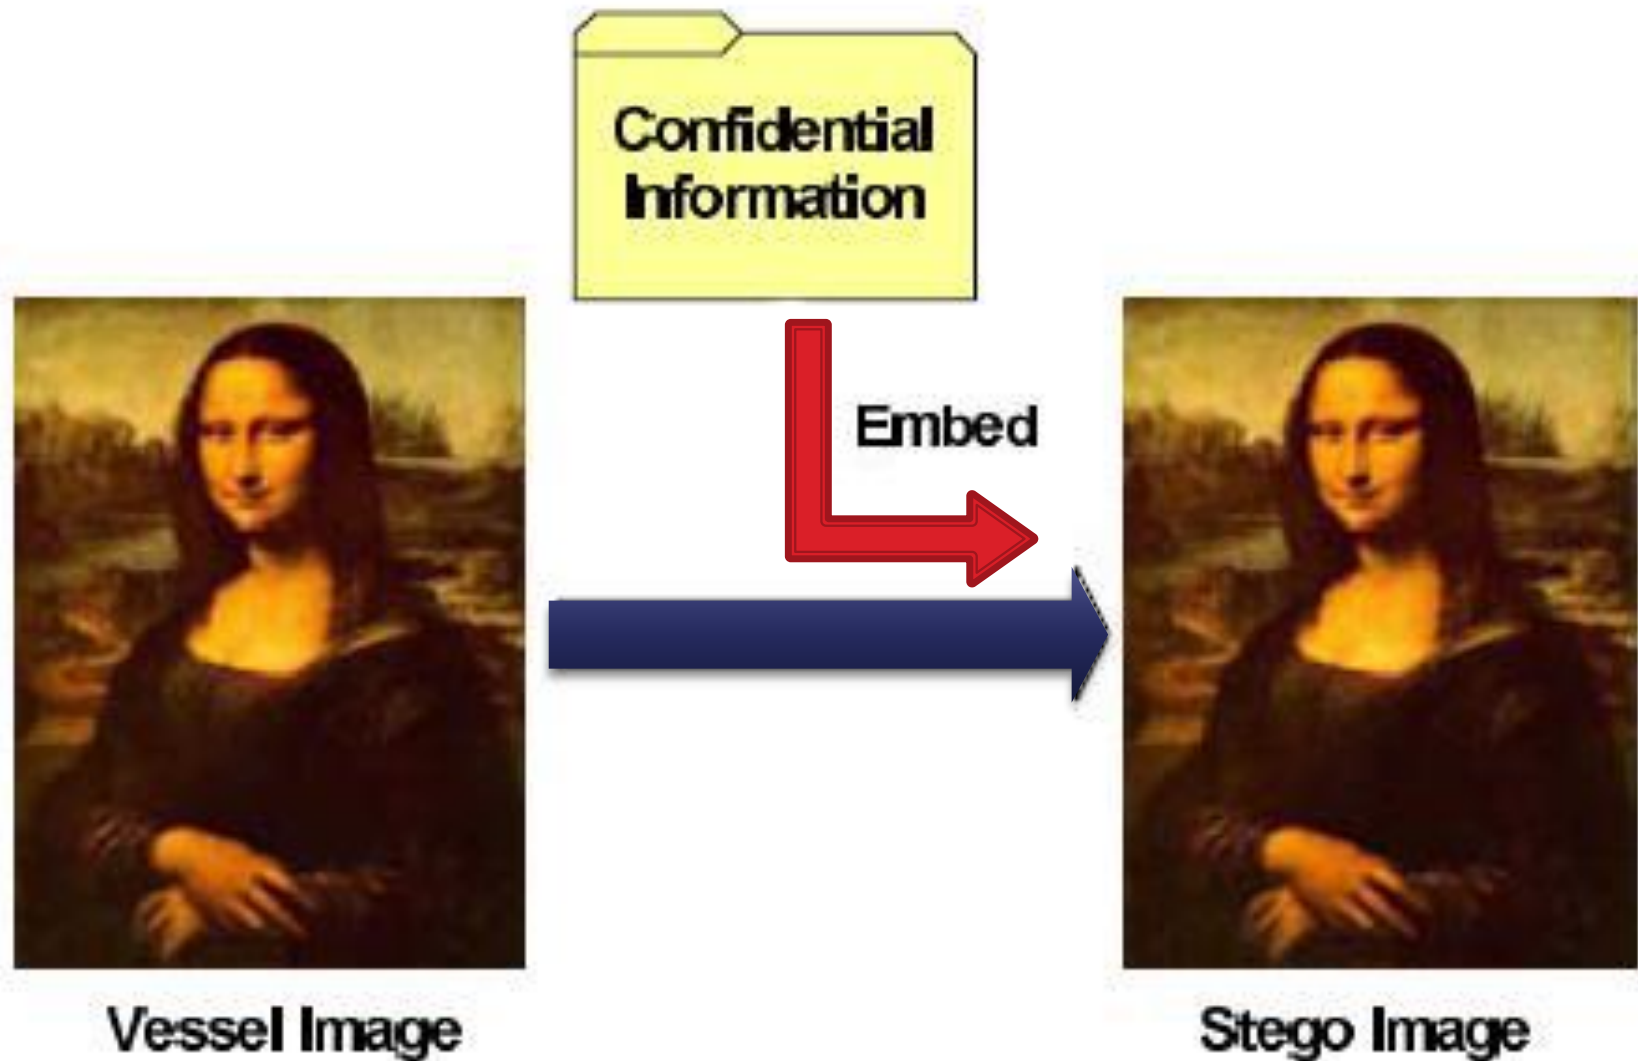 Confidential
Information
Embed
Vessel Image
Stego Image